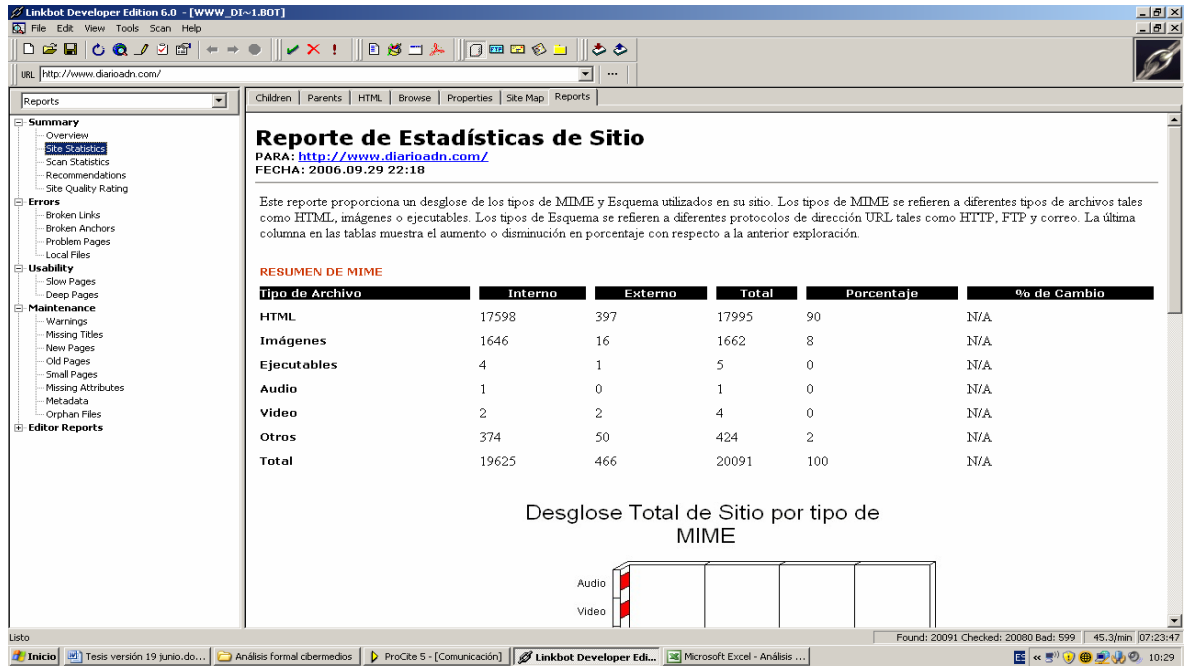 Linkbot Developer Edition 6.0 - [WWW_DI~1.BOT]
File Edit View Tools Scan Help
URL http://www.diarioadn.com/
Reports
Children Parents HTML Browse Properties Site Map Reports
Summary
Overview
Site Statistics
Scan Statistics
Recommendations
Site Quality Rating
Errors
Broken Links
Broken Anchors
Problem Pages
Local Files
Usability
Slow Pages
Deep Pages
Maintenance
Warnings
Missing Titles
New Pages
Old Pages
Small Pages
Missing Attributes
Metadata
Orphan Files
Editor Reports
Reporte de Estadísticas de Sitio
PARA: http://www.diarioadn.com/
FECHA: 2006.09.29 22:18
Este reporte proporciona un desglose de los tipos de MIME y Esquema utilizados en su sitio. Los tipos de MIME se refieren a diferentes tipos de archivos tales
como HTML, imágenes o ejecutables. Los tipos de Esquema se refieren a diferentes protocolos de dirección URL tales como HTTP, FTP y correo. La última
columna en las tablas muestra el aumento o disminución en porcentaje con respecto a la anterior exploración.
RESUMEN DE MIME
Tipo de Archivo Interno Externo Total Porcentaje % de Cambio
HTML 17598 397 17995 90 N/A
Imágenes 1646 16 1662 8 N/A
Ejecutables 4 1 5 0 N/A
Audio 1 0 1 0 N/A
Video 2 2 4 0 N/A
Otros 374 50 424 2 N/A
Total 19625 466 20091 100 N/A
Desglose Total de Sitio por tipo de
MIME
Audio
Video
Listo
Found: 20091 Checked: 20080 Bad: 599 45.3/min 07:23:47
Inicio Tesis versión 19 junio.do... Análisis formal cibermedios ProCite 5 - [Comunicación] Linkbot Developer Edi... Microsoft Excel - Análisis ... ES « 10:29